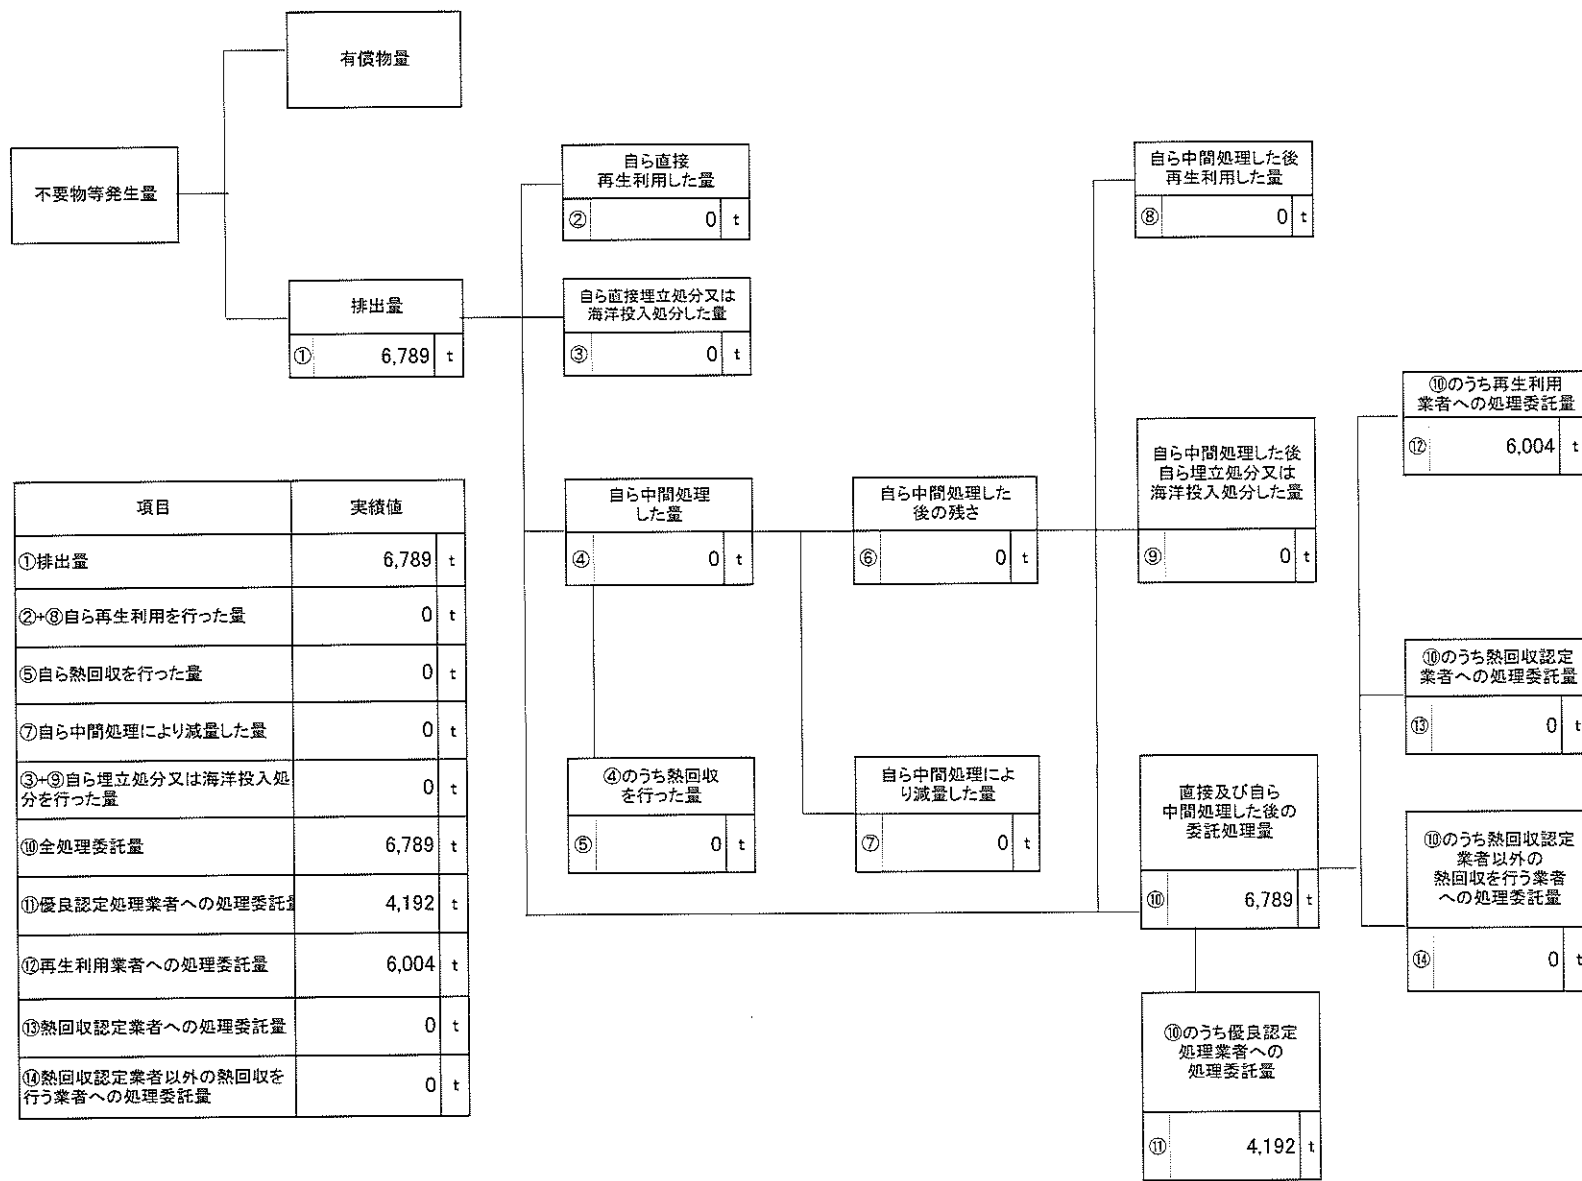 有償物量
不要物等発生量
排出量
① 6,789 t
自ら直接
再生利用した量
② 0 t
自ら直接埋立処分又は
海洋投入処分した量
③ 0 t
自ら中間処理
した量
④ 0 t
④のうち熱回収
を行った量
⑤ 0 t
自ら中間処理した
後の残さ
⑥ 0 t
自ら中間処理によ
り減量した量
⑦ 0 t
自ら中間処理した後
再生利用した量
⑧ 0 t
自ら中間処理した後
自ら埋立処分又は
海洋投入処分した量
⑨ 0 t
直接及び自ら
中間処理した後の
委託処理量
⑩ 6,789 t
⑩のうち優良認定
処理業者への
処理委託量
⑪ 4,192 t
⑩のうち再生利用
業者への処理委託量
⑫ 6,004 t
⑩のうち熱回収認定
業者への処理委託量
⑬ 0 t
⑩のうち熱回収認定
業者以外の
熱回収を行う業者
への処理委託量
⑭ 0 t
項目 実績値
①排出量 6,789 t
②+⑧自ら再生利用を行った量 0 t
⑤自ら熱回収を行った量 0 t
⑦自ら中間処理により減量した量 0 t
③+⑨自ら埋立処分又は海洋投入処
分を行った量 0 t
⑩全処理委託量 6,789 t
⑪優良認定処理業者への処理委託量 4,192 t
⑫再生利用業者への処理委託量 6,004 t
⑬熱回収認定業者への処理委託量 0 t
⑭熱回収認定業者以外の熱回収を
行う業者への処理委託量 0 t